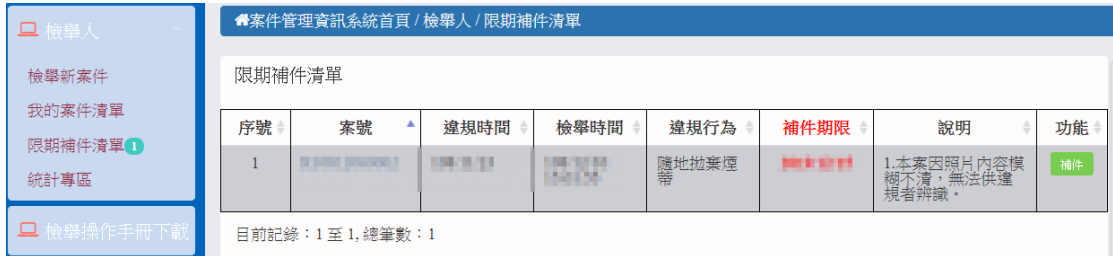 檢舉人 -
檢舉新案件
我的案件清單
限期補件清單 1
統計專區
檢舉操作手冊下載
案件管理資訊系統首頁 / 檢舉人 / 限期補件清單
限期補件清單
序號 案號 違規時間 檢舉時間 違規行為 補件期限 說明 功能
1 隨地拋棄煙 1.本案因照片內容模 補件
蒂 糊不清，無法供違
規者辨識。
目前記錄：1 至 1, 總筆數：1